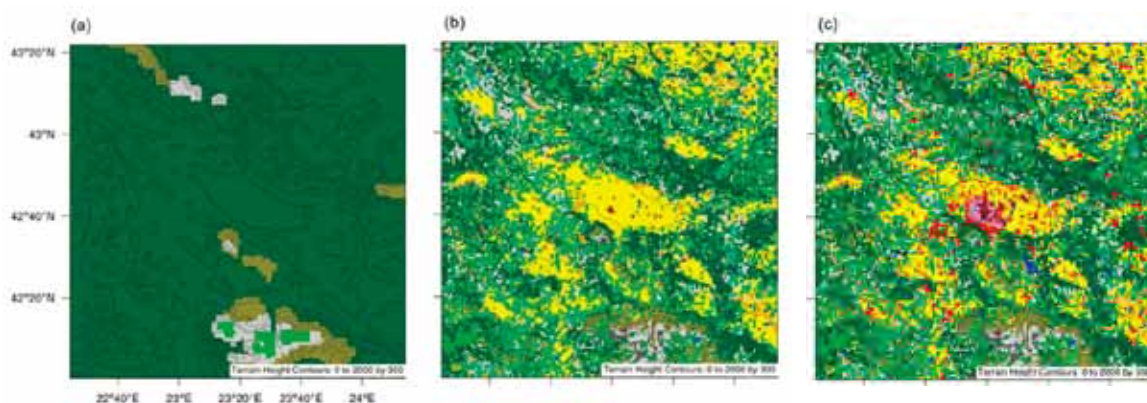 (a)
(b)
(c)
43°20'N
43°N
42°40'N
42°20'N
Terrain Height Contours: 0 to 2000 by 300
Terrain Height Contours: 0 to 2000 by 300
Terrain Height Contours: 0 to 2000 by 300
22°40'E
23°E
23°20'E
23°40'E
24°E